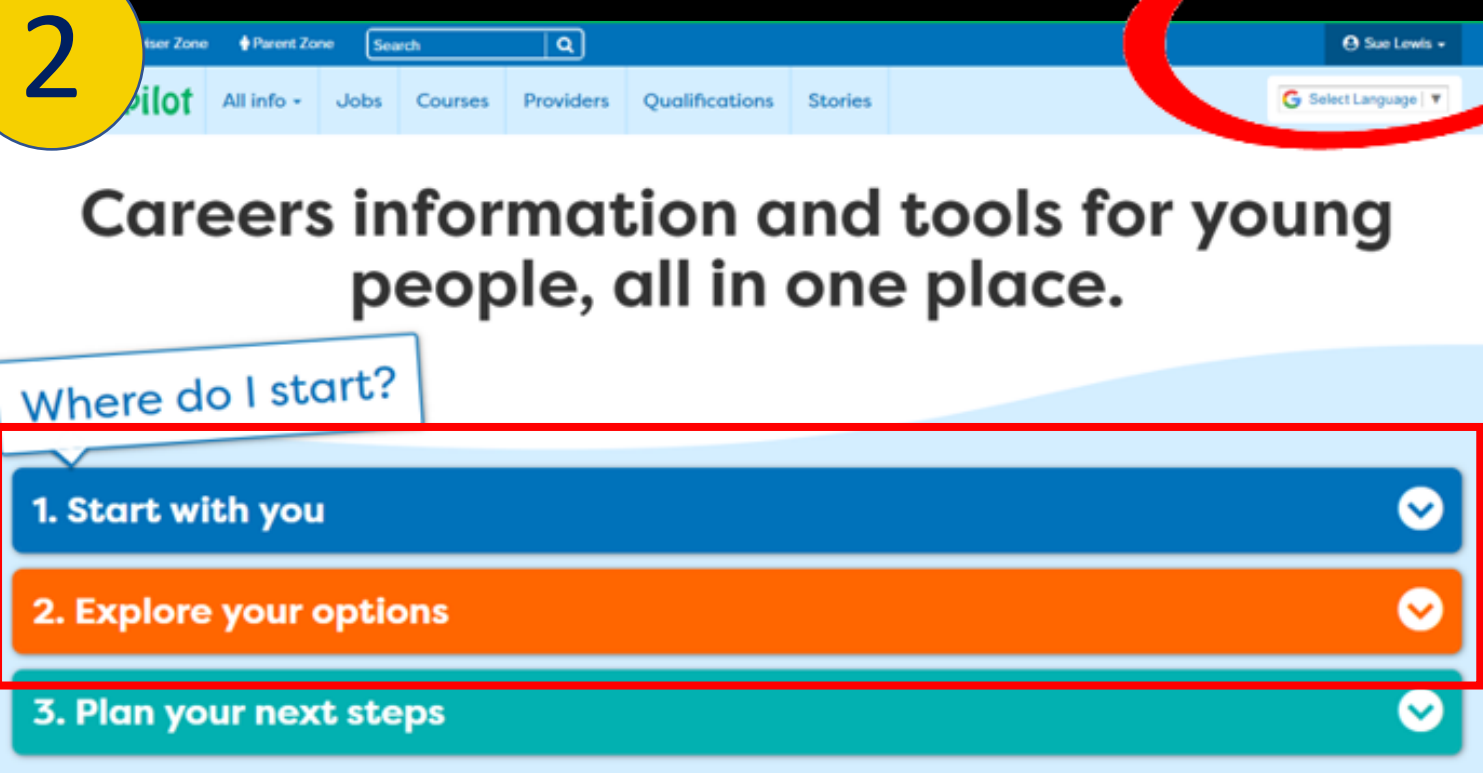 2
Parent Zone Search Sue Lewis
All info Jobs Courses Providers Qualifications Stories Select Language
Careers information and tools for young
people, all in one place.
Where do I start?
1. Start with you
2. Explore your options
3. Plan your next steps